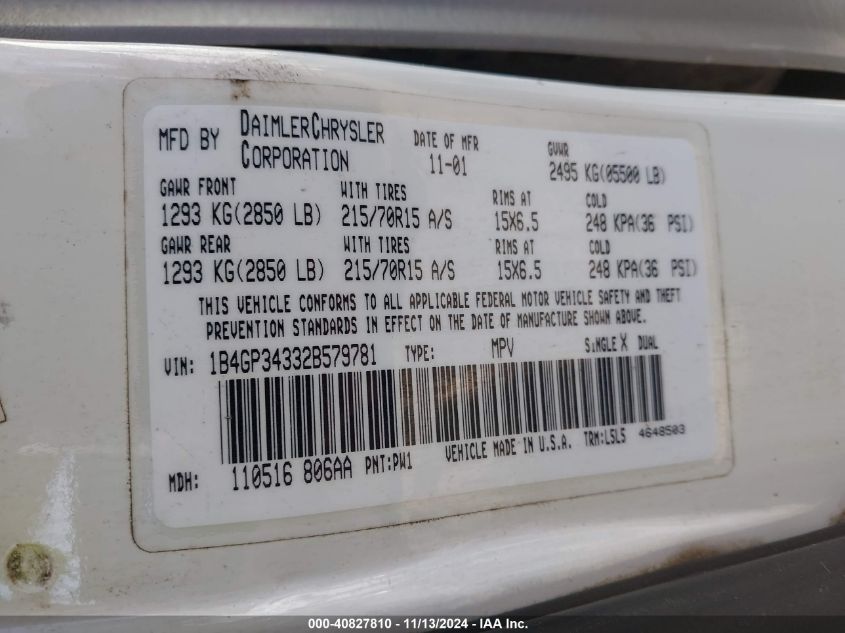 MFD BY DAIMLERCHRYSLER CORPORATION DATE OF MFR 11-01 GVWR 2495 KG(05500 LB)
GAWR FRONT WITH TIRES RIMS AT COLD
1293 KG(2850 LB) 215/70R15 A/S 15X6.5 248 KPA(36 PSI)
GAWR REAR WITH TIRES RIMS AT COLD
1293 KG(2850 LB) 215/70R15 A/S 15X6.5 248 KPA(36 PSI)
THIS VEHICLE CONFORMS TO ALL APPLICABLE FEDERAL MOTOR VEHICLE SAFETY AND THEFT
PREVENTION STANDARDS IN EFFECT ON THE DATE OF MANUFACTURE SHOWN ABOVE.
VIN: 1B4GP34332B579781 TYPE: MPV SINGLE X DUAL
MDH: 110516 806AA PNT:PW1 VEHICLE MADE IN U.S.A. TRM:LSL5 4648503
000-40827810 - 11/13/2024 - IAA Inc.